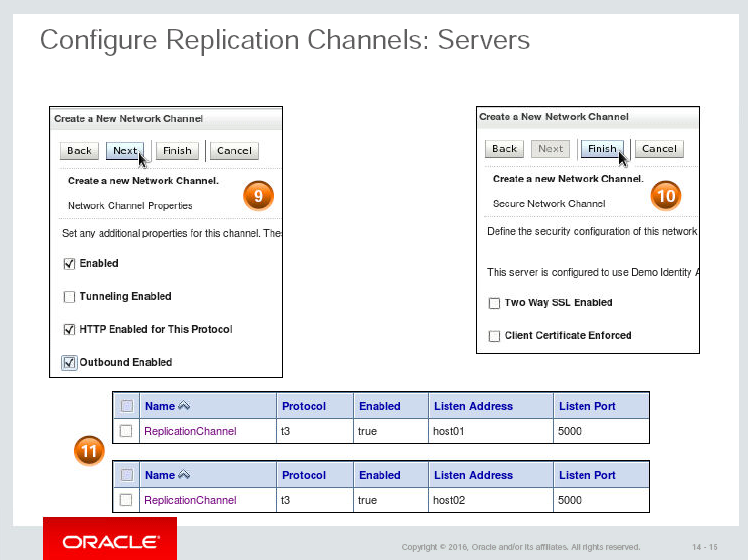 Configure Replication Channels: Servers
Create a New Network Channel
Back Next Finish Cancel
Create a new Network Channel.
9
Network Channel Properties
Set any additional properties for this channel.
Enabled
Tunneling Enabled
HTTP Enabled for This Protocol
Outbound Enabled
Create a New Network Channel
Back Next Finish Cancel
Create a new Network Channel.
10
Secure Network Channel
Define the security configuration of this network
This server is configured to use Demo Identity
Two Way SSL Enabled
Client Certificate Enforced
11
Name Protocol Enabled Listen Address Listen Port
ReplicationChannel t3 true host01 5000
Name Protocol Enabled Listen Address Listen Port
ReplicationChannel t3 true host02 5000
ORACLE
Copyright © 2016, Oracle and/or its affiliates. All rights reserved.
14 - 15